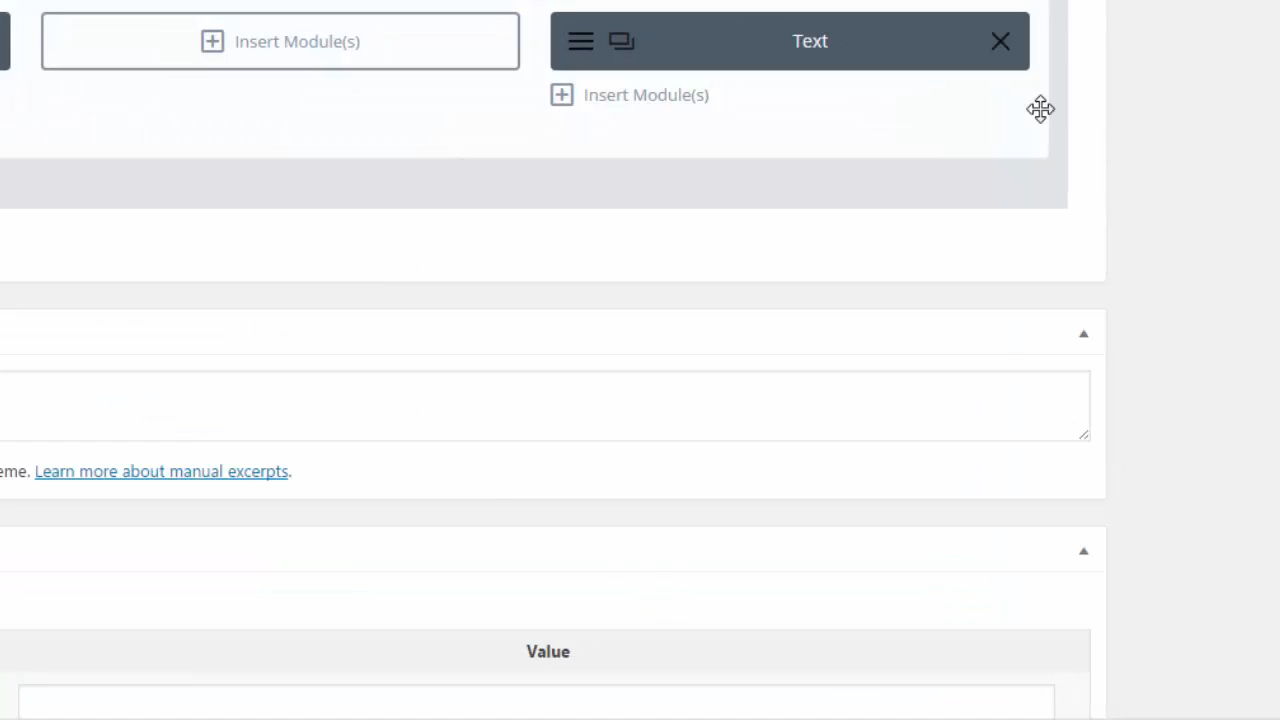 Insert Module(s)
Text
Insert Module(s)
eme. Learn more about manual excerpts.
Value